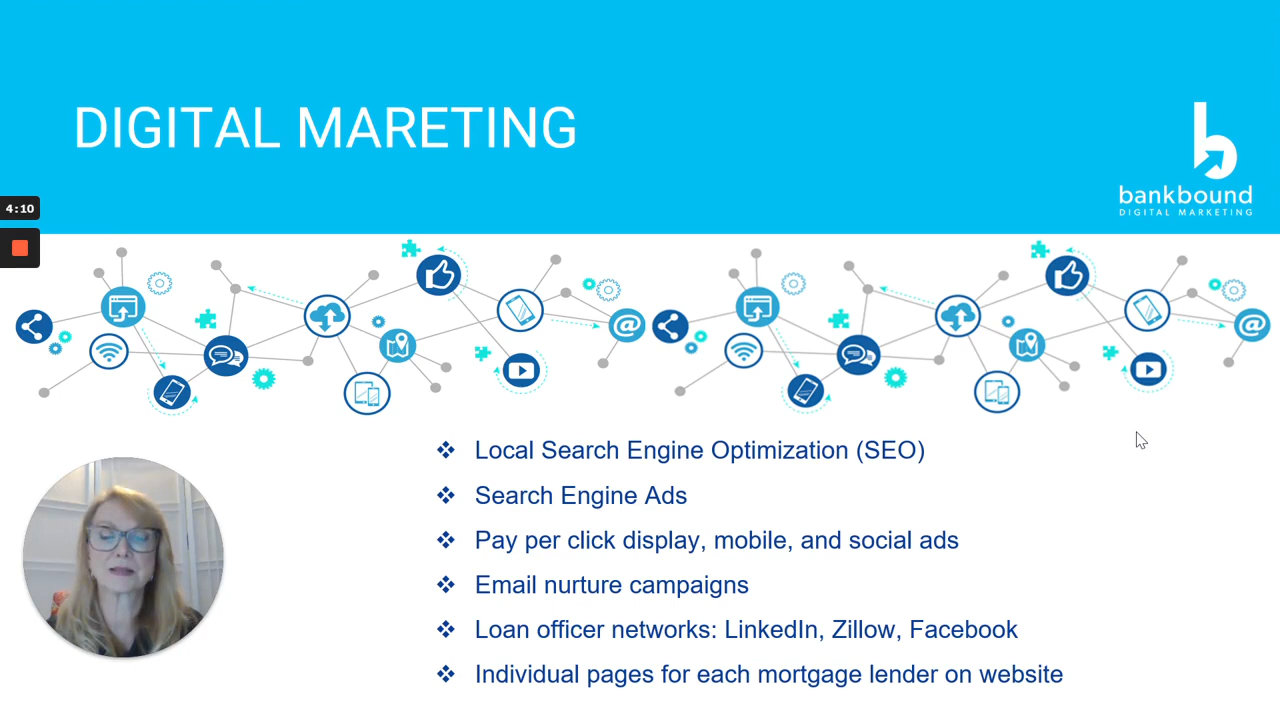 DIGITAL MARETING
bankbound
DIGITAL MARKETING
4:10
@
@
Local Search Engine Optimization (SEO)
Search Engine Ads
Pay per click display, mobile, and social ads
Email nurture campaigns
Loan officer networks: LinkedIn, Zillow, Facebook
Individual pages for each mortgage lender on website